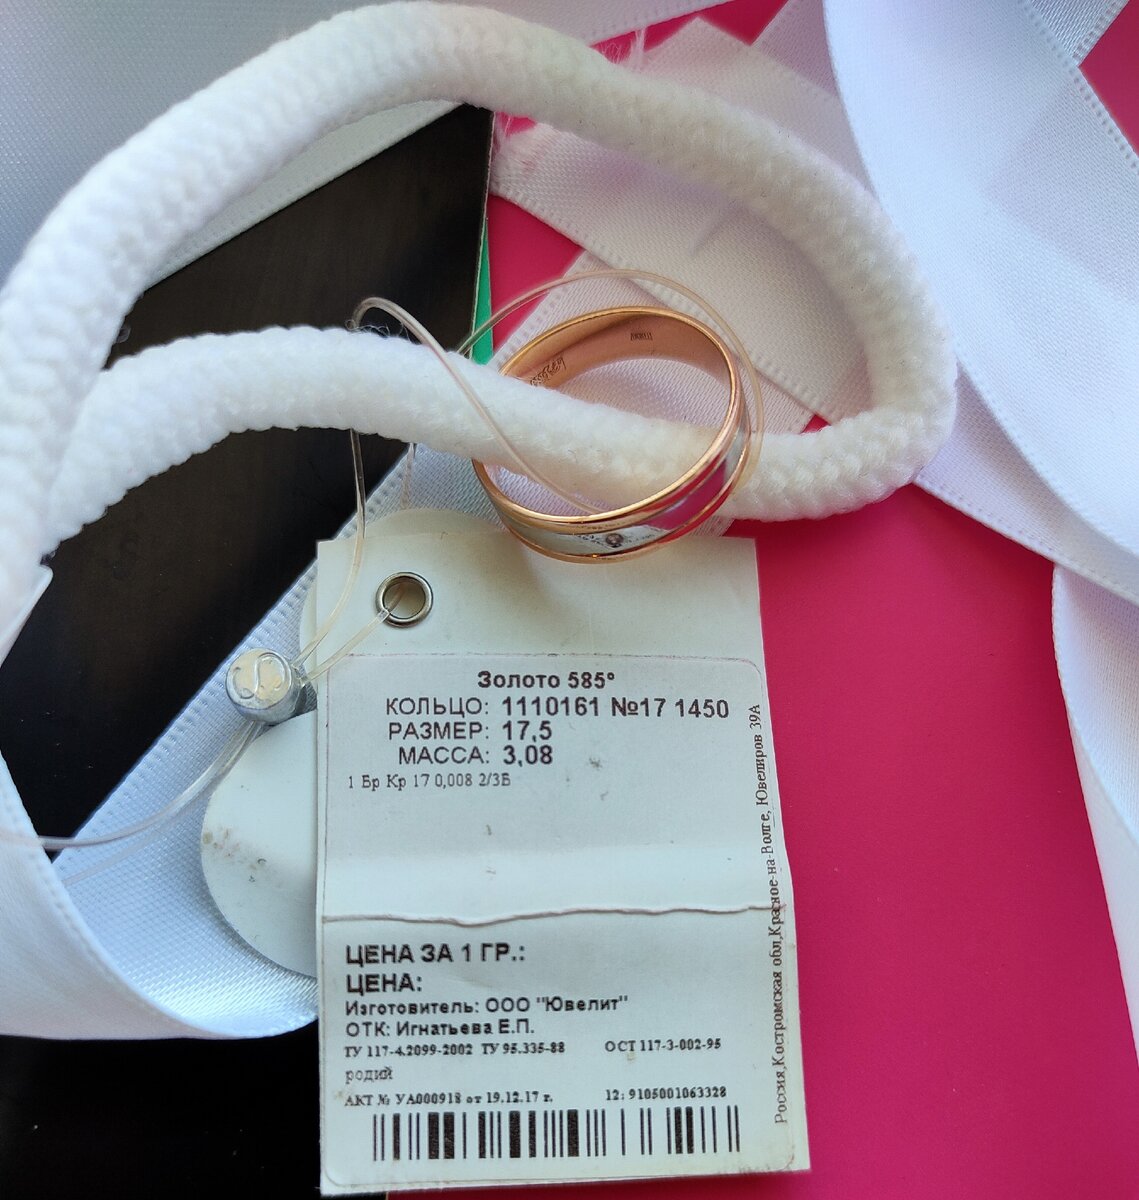 Золото 585°
КОЛЬЦО: 1110161 №17 1450
РАЗМЕР: 17,5
МАССА: 3,08
1 Бр Кр 17 0,008 2/3Б
ЦЕНА ЗА 1 ГР.:
ЦЕНА:
Изготовитель: ООО "Ювелит"
ОТК: Игнатьева Е.П.
ТУ 117-4.2099-2002 ТУ 95.335-88 ОСТ 117-3-002-95
родий
АКТ № УА000918 от 19.12.17 г. 12: 9105001063328
Россия,Костромская обл,Красное-на-Волге, Ювелиров 39А